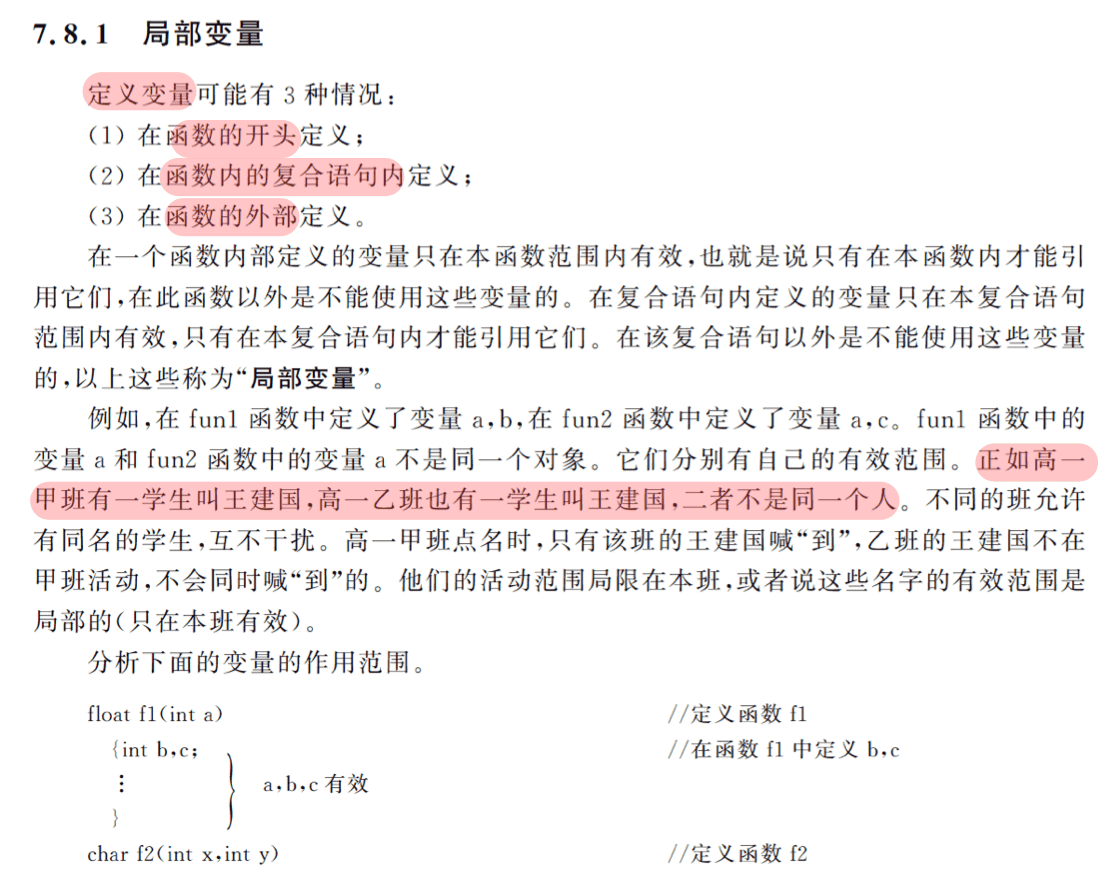 7.8.1 局部变量
定义变量可能有 3 种情况：
（1）在函数的开头定义；
（2）在函数内的复合语句内定义；
（3）在函数的外部定义。
在一个函数内部定义的变量只在本函数范围内有效，也就是说只有在本函数内才能引
用它们，在此函数以外是不能使用这些变量的。在复合语句内定义的变量只在本复合语句
范围内有效，只有在本复合语句内才能引用它们。在该复合语句以外是不能使用这些变量
的，以上这些称为“局部变量”。
例如，在 fun1 函数中定义了变量 a,b，在 fun2 函数中定义了变量 a,c。fun1 函数中的
变量 a 和 fun2 函数中的变量 a 不是同一个对象。它们分别有自己的有效范围。正如高一
甲班有一学生叫王建国，高一乙班也有一学生叫王建国，二者不是同一个人。不同的班允许
有同名的学生，互不干扰。高一甲班点名时，只有该班的王建国喊“到”，乙班的王建国不在
甲班活动，不会同时喊“到”的。他们的活动范围局限在本班，或者说这些名字的有效范围是
局部的（只在本班有效）。
分析下面的变量的作用范围。
float f1(int a) //定义函数 f1
{int b,c; //在函数 f1 中定义 b,c
⋮ a,b,c 有效
}
char f2(int x,int y) //定义函数 f2